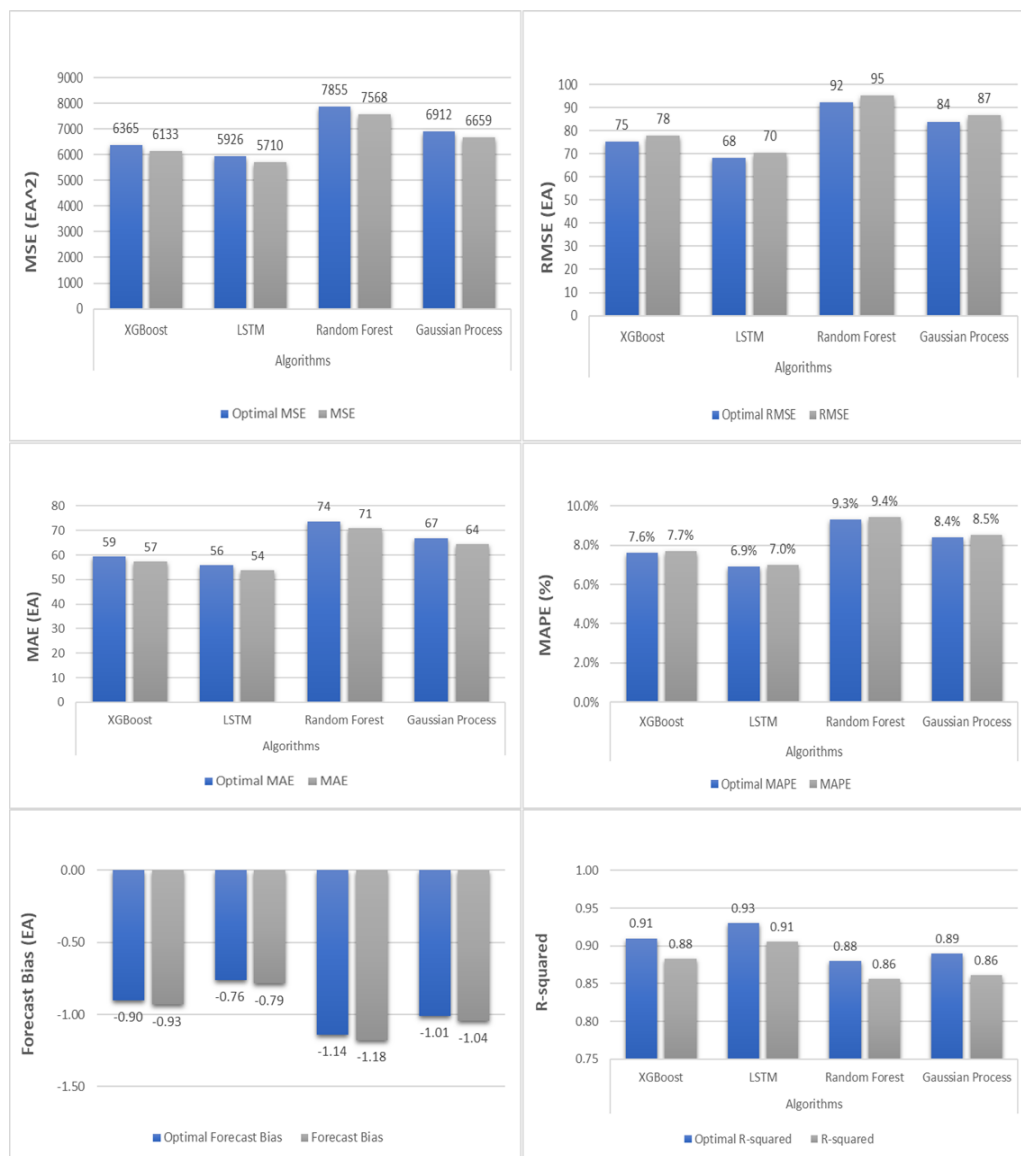 MSE (EA^2)
9000
8000
7000
6000
5000
4000
3000
2000
1000
0
6365 6133 5926 5710 7855 7568 6912 6659
XGBoost LSTM Random Forest Gaussian Process
Algorithms
Optimal MSE MSE
RMSE (EA)
100
90
80
70
60
50
40
30
20
10
0
75 78 68 70 92 95 84 87
XGBoost LSTM Random Forest Gaussian Process
Algorithms
Optimal RMSE RMSE
MAE (EA)
80
70
60
50
40
30
20
10
0
59 57 56 54 74 71 67 64
XGBoost LSTM Random Forest Gaussian Process
Algorithms
Optimal MAE MAE
MAPE (%)
10.0%
8.0%
6.0%
4.0%
2.0%
0.0%
7.6% 7.7% 6.9% 7.0% 9.3% 9.4% 8.4% 8.5%
XGBoost LSTM Random Forest Gaussian Process
Algorithms
Optimal MAPE MAPE
Forecast Bias (EA)
0.00
-0.50
-1.00
-1.50
-0.90 -0.93 -0.76 -0.79 -1.14 -1.18 -1.01 -1.04
Optimal Forecast Bias Forecast Bias
R-squared
1.00
0.95
0.90
0.85
0.80
0.75
0.91 0.88 0.93 0.91 0.88 0.86 0.89 0.86
XGBoost LSTM Random Forest Gaussian Process
Algorithms
Optimal R-squared R-squared